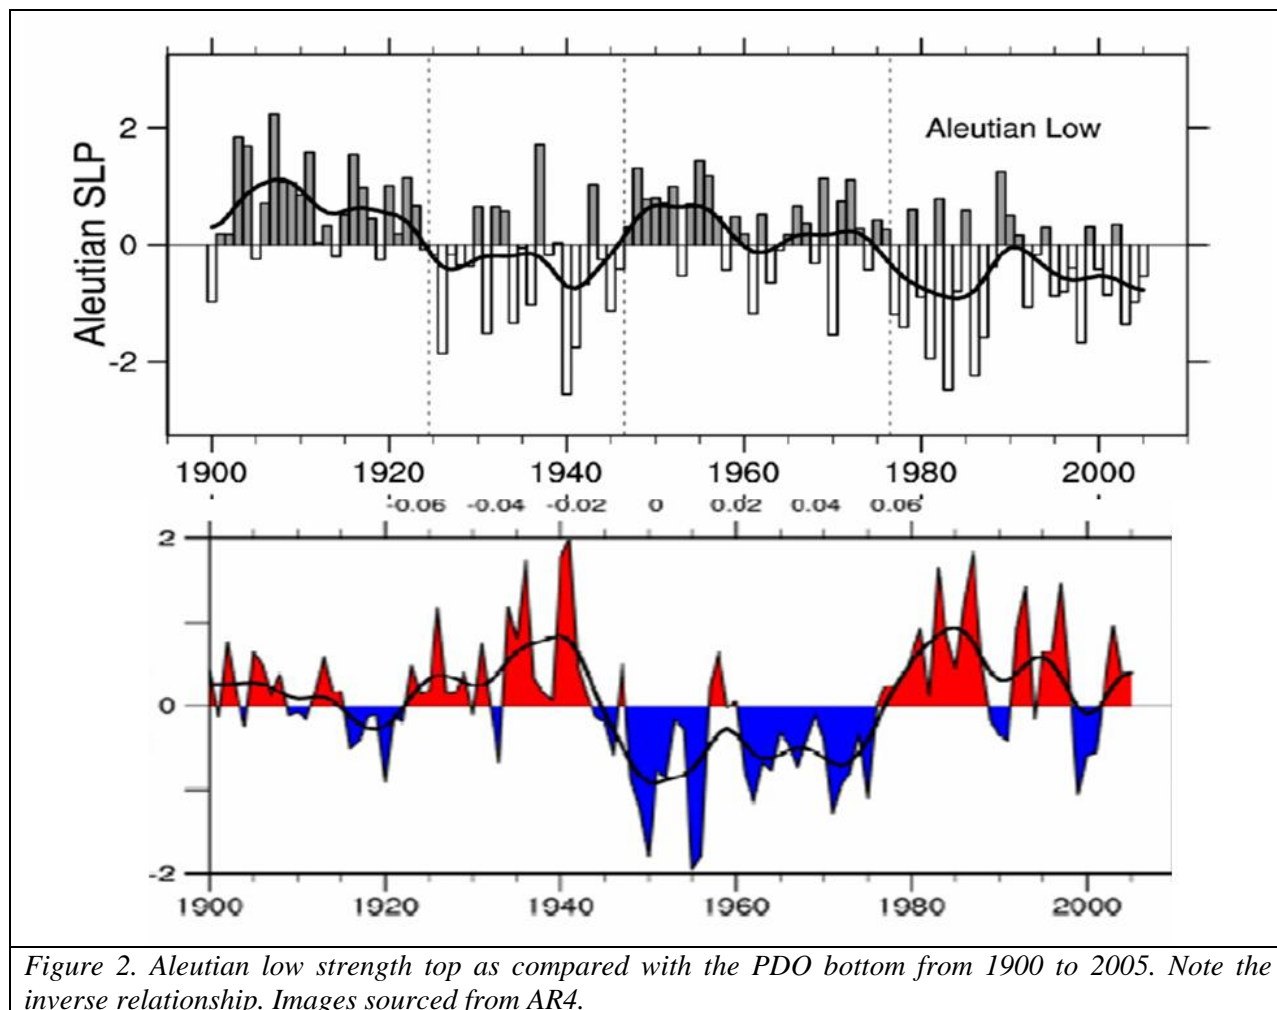 2
Aleutian Low
Aleutian SLP
0
-2
1900 1920 1940 1960 1980 2000
-0.06 -0.04 -0.02 0 0.02 0.04 0.06
2
0
-2
1900 1920 1940 1960 1980 2000
Figure 2. Aleutian low strength top as compared with the PDO bottom from 1900 to 2005. Note the
inverse relationship. Images sourced from AR4.